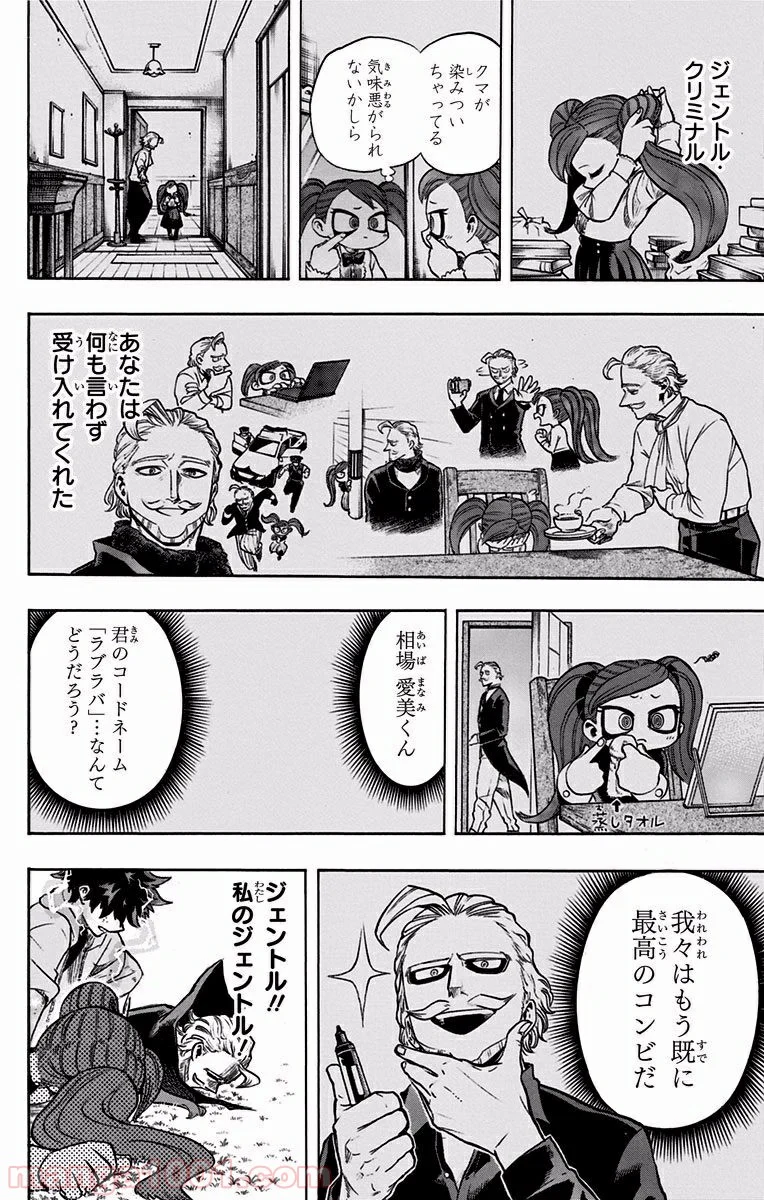 ジェントル・
クリミナル
クマが
染みつい
ちゃってる
気味悪がられ
ないかしら
あなたは
何も言わず
受け入れてくれた
蒸しタオル
相場 愛美くん
君のコードネーム
「ラブラバ」…なんて
どうだろう?
我々はもう既に
最高のコンビだ
ジェントル!!
私のジェントル!